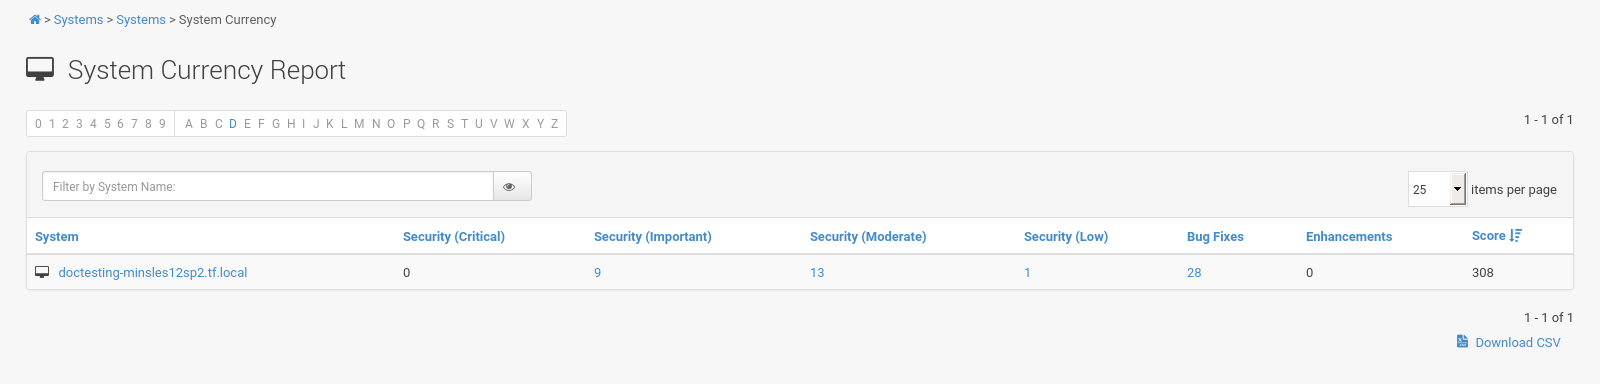 > Systems > Systems > System Currency
System Currency Report
0 1 2 3 4 5 6 7 8 9 A B C D E F G H I J K L M N O P Q R S T U V W X Y Z
1 - 1 of 1
Filter by System Name:
25 items per page
System Security (Critical) Security (Important) Security (Moderate) Security (Low) Bug Fixes Enhancements Score
doctesting-minsles12sp2.tf.local 0 9 13 1 28 0 308
1 - 1 of 1
Download CSV